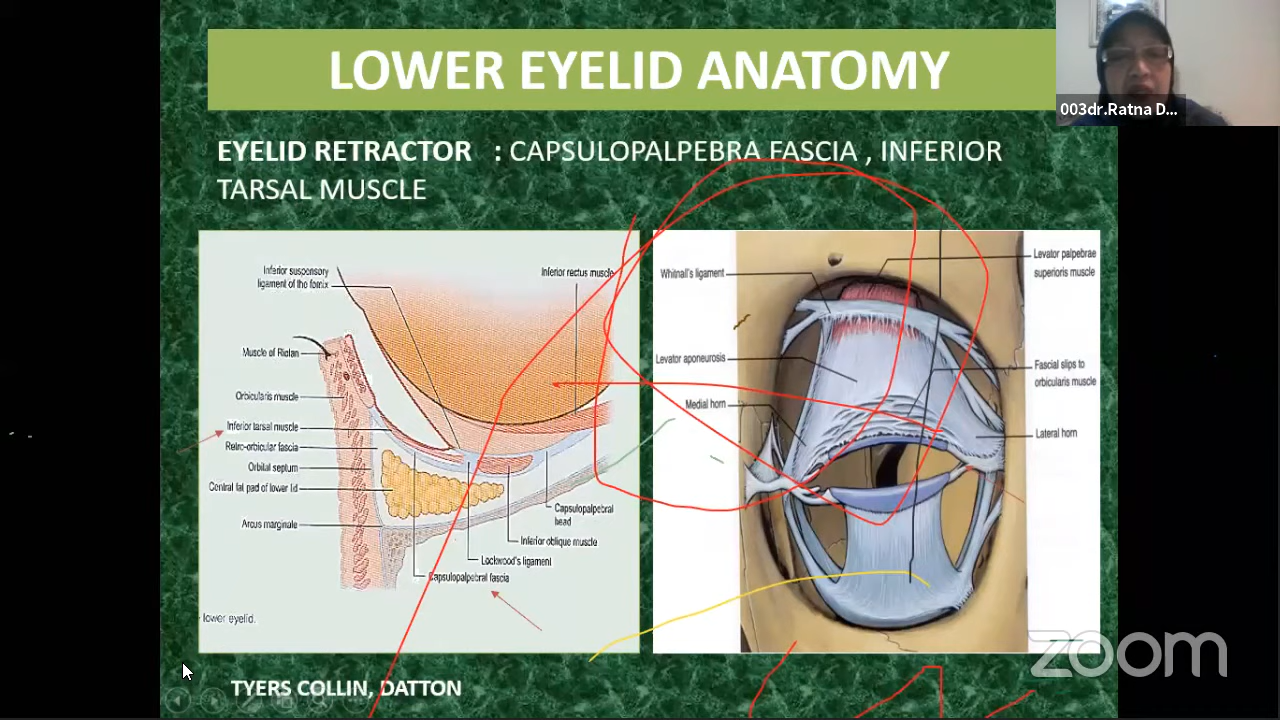 LOWER EYELID ANATOMY
003dr.Ratna D...
EYELID RETRACTOR : CAPSULOPALPEBRA FASCIA , INFERIOR
TARSAL MUSCLE
Inferior suspensory
ligament of the fornix
Inferior rectus muscle
Muscle of Riolan
Orbicularis muscle
Inferior tarsal muscle
Retro-orbicular fascia
Orbital septum
Central fat pad of lower lid
Arcus marginale
Capsulopalpebral
head
Inferior oblique muscle
Lockwood's ligament
Capsulopalpebral fascia
lower eyelid.
Whitnall's ligament
Levator palpebrae
superioris muscle
Levator aponeurosis
Fascial slips to
orbicularis muscle
Medial horn
Lateral horn
zoom
TYERS COLLIN, DATTON